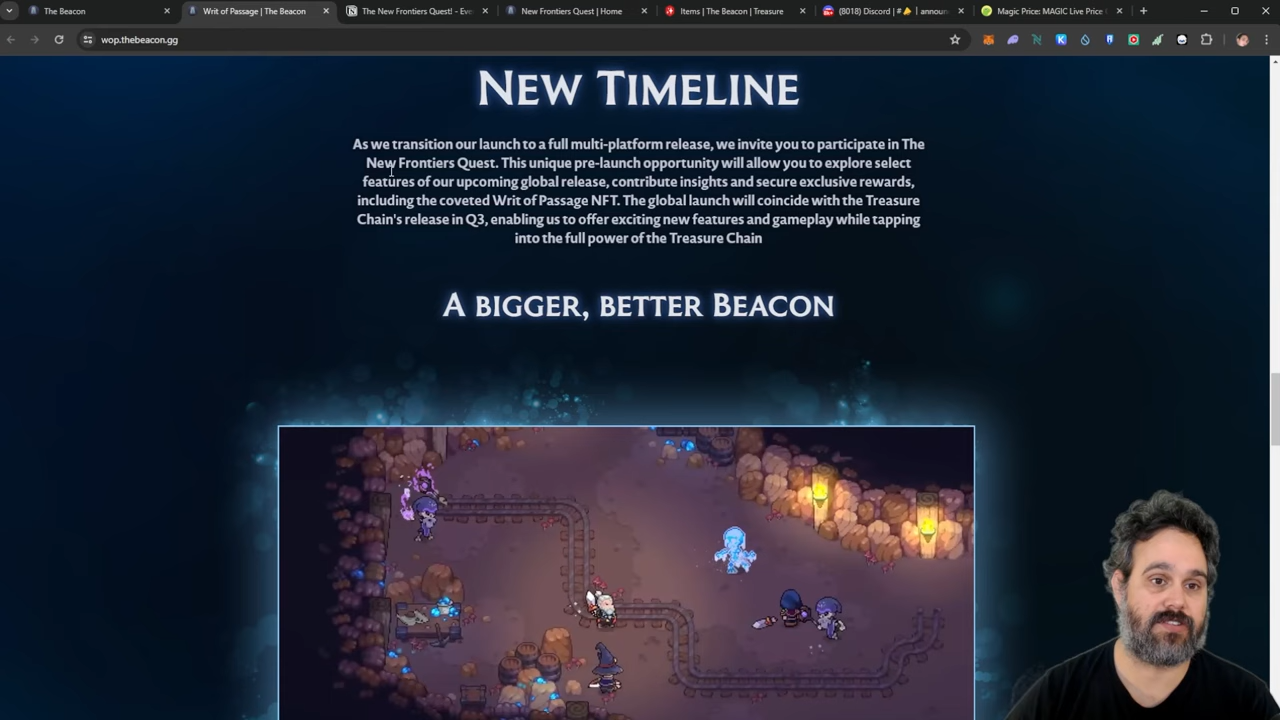 The Beacon
Writ of Passage | The Beacon
The New Frontiers Quest! - Eve
New Frontiers Quest | Home
Items | The Beacon | Treasure
(8018) Discord | # | announ
Magic Price: MAGIC Live Price
wop.thebeacon.gg
New Timeline
As we transition our launch to a full multi-platform release, we invite you to participate in The
New Frontiers Quest. This unique pre-launch opportunity will allow you to explore select
features of our upcoming global release, contribute insights and secure exclusive rewards,
including the coveted Writ of Passage NFT. The global launch will coincide with the Treasure
Chain's release in Q3, enabling us to offer exciting new features and gameplay while tapping
into the full power of the Treasure Chain
A bigger, better Beacon